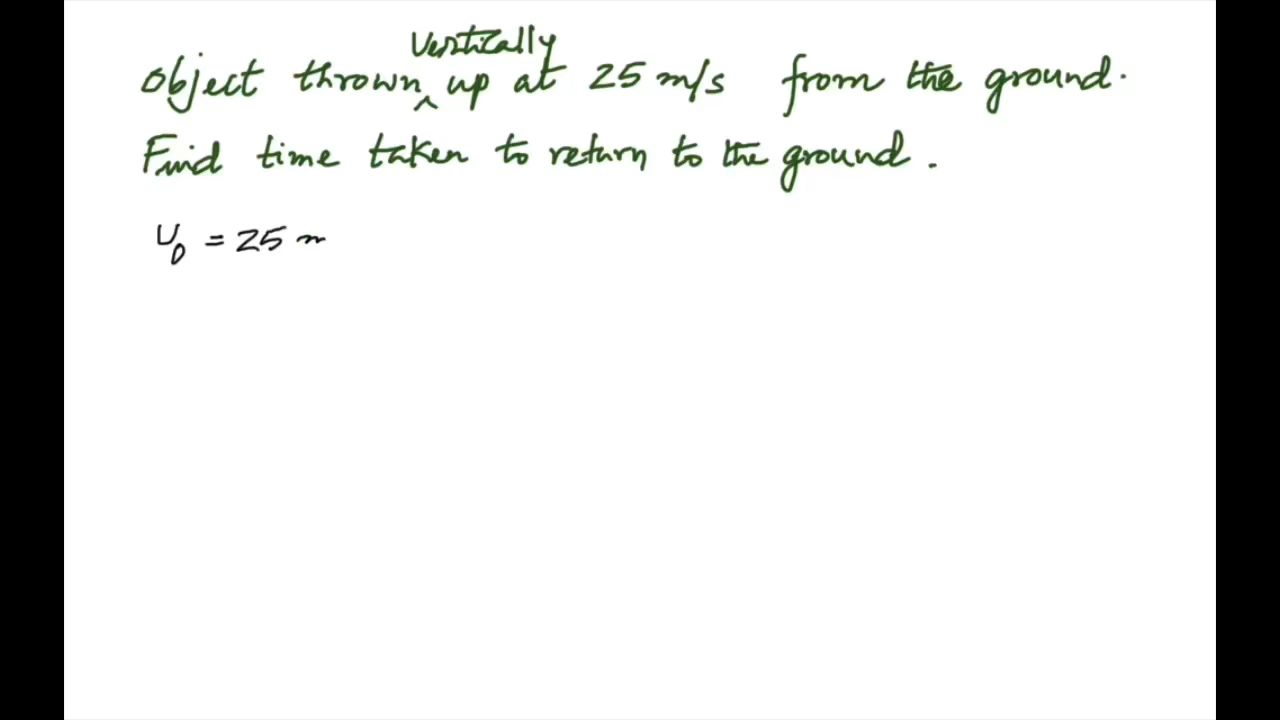 Object thrown vertically up at 25 m/s from the ground.
Find time taken to return to the ground.
U₀ = 25 m